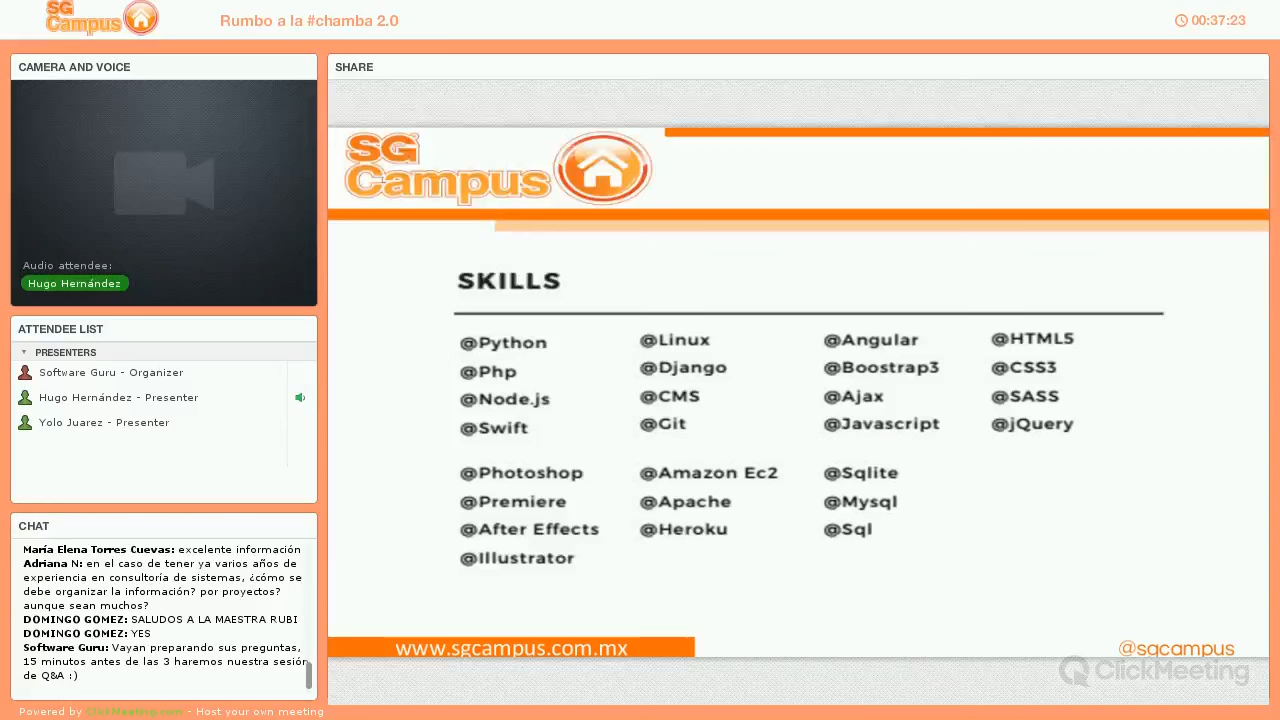 SG Campus
Rumbo a la #chamba 2.0
00:37:23
CAMERA AND VOICE
Audio attendee:
Hugo Hernández
ATTENDEE LIST
PRESENTERS
Software Guru - Organizer
Hugo Hernández - Presenter
Yolo Juarez - Presenter
CHAT
María Elena Torres Cuevas: excelente información
Adriana N: en el caso de tener ya varios años de
experiencia en consultoría de sistemas, ¿cómo se
debe organizar la información? por proyectos?
aunque sean muchos?
DOMINGO GOMEZ: SALUDOS A LA MAESTRA RUBI
DOMINGO GOMEZ: YES
Software Guru: Vayan preparando sus preguntas,
15 minutos antes de las 3 haremos nuestra sesión
de Q&A :)
Powered by ClickMeeting.com - Host your own meeting
SHARE
SG
Campus
SKILLS
@Python @Linux @Angular @HTML5
@Php @Django @Boostrap3 @CSS3
@Node.js @CMS @Ajax @SASS
@Swift @Git @Javascript @jQuery
@Photoshop @Amazon Ec2 @Sqlite
@Premiere @Apache @Mysql
@After Effects @Heroku @Sql
@Illustrator
www.sgcampus.com.mx
@sgcampus
ClickMeeting